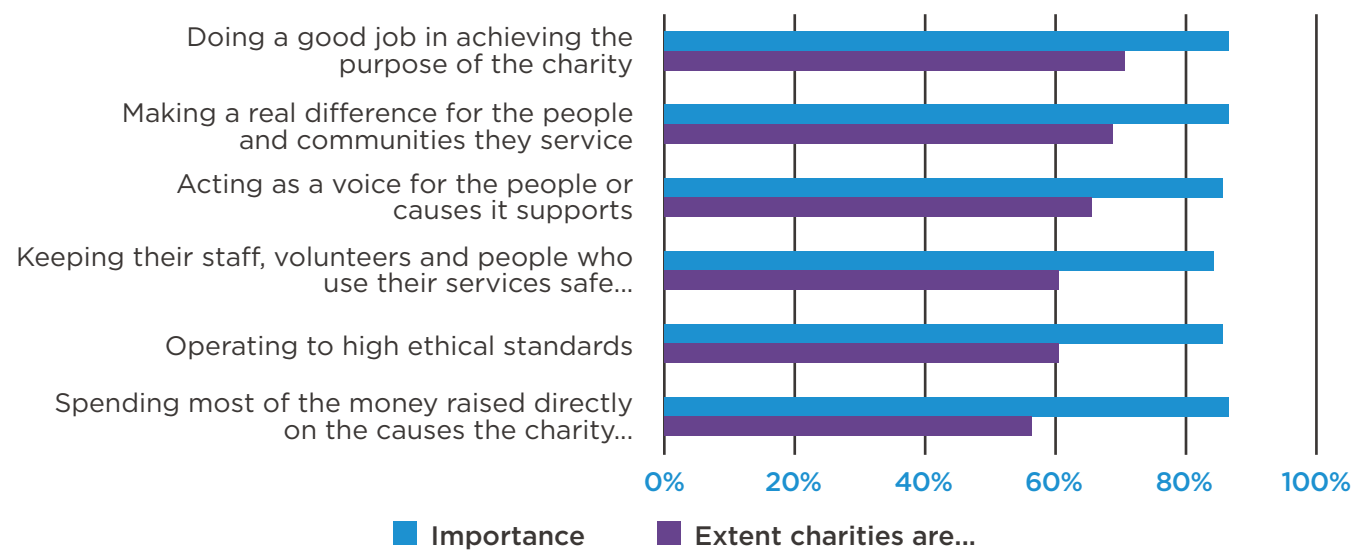 Doing a good job in achieving the
purpose of the charity
Making a real difference for the people
and communities they service
Acting as a voice for the people or
causes it supports
Keeping their staff, volunteers and people who
use their services safe...
Operating to high ethical standards
Spending most of the money raised directly
on the causes the charity...
0% 20% 40% 60% 80% 100%
Importance Extent charities are...